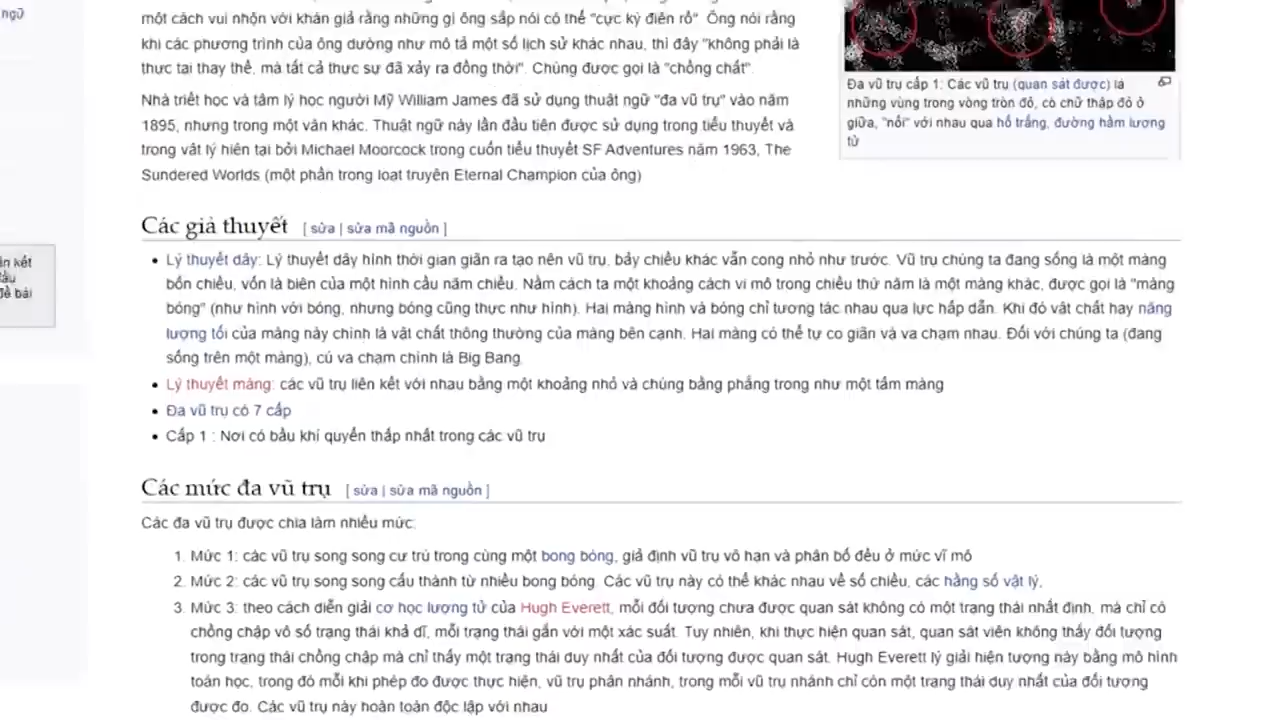 ngữ
một cách vui nhộn với khán giả rằng những gì ông sắp nói có thể "cực kỳ điên rồ". Ông nói rằng
khi các phương trình của ông dường như mô tả một số lịch sử khác nhau, thì đây "không phải là
thực tại thay thế, mà tất cả thực sự đã xảy ra đồng thời". Chúng được gọi là "chồng chất".
Nhà triết học và tâm lý học người Mỹ William James đã sử dụng thuật ngữ "đa vũ trụ" vào năm
1895, nhưng trong một văn khác. Thuật ngữ này lần đầu tiên được sử dụng trong tiểu thuyết và
trong vật lý hiện tại bởi Michael Moorcock trong cuốn tiểu thuyết SF Adventures năm 1963, The
Sundered Worlds (một phần trong loạt truyện Eternal Champion của ông)
Đa vũ trụ cấp 1: Các vũ trụ (quan sát được) là
những vùng trong vòng tròn đỏ, có chữ thập đỏ ở
giữa, "nối" với nhau qua hố trắng, đường hầm lượng
tử
Các giả thuyết [ sửa | sửa mã nguồn ]
ên kết
đầu
đề bài
Lý thuyết dây: Lý thuyết dây hình thời gian giãn ra tạo nên vũ trụ, bảy chiều khác vẫn cong nhỏ như trước. Vũ trụ chúng ta đang sống là một màng
bốn chiều, vốn là biên của một hình cầu năm chiều. Nằm cách ta một khoảng cách vi mô trong chiều thứ năm là một màng khác, được gọi là "màng
bóng" (như hình với bóng, nhưng bóng cũng thực như hình). Hai màng hình và bóng chỉ tương tác nhau qua lực hấp dẫn. Khi đó vật chất hay năng
lượng tối của màng này chính là vật chất thông thường của màng bên cạnh. Hai màng có thể tự co giãn và va chạm nhau. Đối với chúng ta (đang
sống trên một màng), cú va chạm chính là Big Bang.
Lý thuyết màng: các vũ trụ liên kết với nhau bằng một khoảng nhỏ và chúng bằng phẳng trong như một tấm màng
Đa vũ trụ có 7 cấp
Cấp 1 : Nơi có bầu khí quyển thấp nhất trong các vũ trụ
Các mức đa vũ trụ [ sửa | sửa mã nguồn ]
Các đa vũ trụ được chia làm nhiều mức:
1. Mức 1: các vũ trụ song song cư trú trong cùng một bong bóng, giả định vũ trụ vô hạn và phân bố đều ở mức vĩ mô
2. Mức 2: các vũ trụ song song cấu thành từ nhiều bong bóng. Các vũ trụ này có thể khác nhau về số chiều, các hằng số vật lý,
3. Mức 3: theo cách diễn giải cơ học lượng tử của Hugh Everett, mỗi đối tượng chưa được quan sát không có một trạng thái nhất định, mà chỉ có
chồng chập vô số trạng thái khả dĩ, mỗi trạng thái gắn với một xác suất. Tuy nhiên, khi thực hiện quan sát, quan sát viên không thấy đối tượng
trong trạng thái chồng chập mà chỉ thấy một trạng thái duy nhất của đối tượng được quan sát. Hugh Everett lý giải hiện tượng này bằng mô hình
toán học, trong đó mỗi khi phép đo được thực hiện, vũ trụ phân nhánh, trong mỗi vũ trụ nhánh chỉ còn một trạng thái duy nhất của đối tượng
được đo. Các vũ trụ này hoàn toàn độc lập với nhau